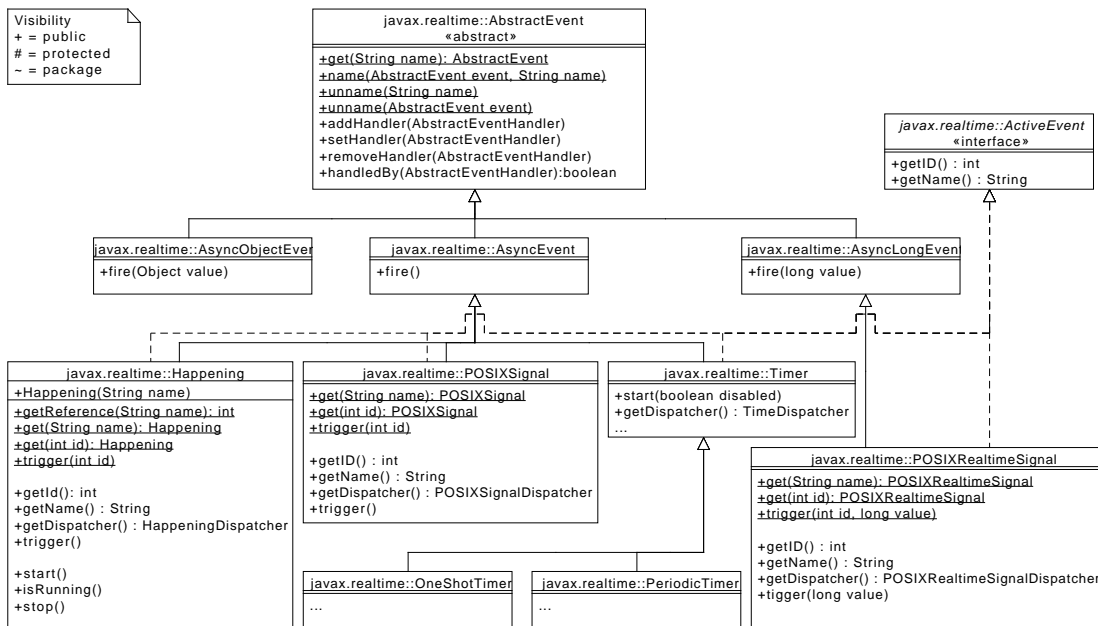 Visibility
+ = public
# = protected
~ = package
javax.realtime::AbstractEvent
«abstract»
+get(String name): AbstractEvent
+name(AbstractEvent event, String name)
+unname(String name)
+unname(AbstractEvent event)
+addHandler(AbstractEventHandler)
+setHandler(AbstractEventHandler)
+removeHandler(AbstractEventHandler)
+handledBy(AbstractEventHandler):boolean
javax.realtime::ActiveEvent
«interface»
+getID() : int
+getName() : String
javax.realtime::AsyncObjectEver
+fire(Object value)
javax.realtime::AsyncEvent
+fire()
javax.realtime::AsyncLongEvent
+fire(long value)
javax.realtime::Happening
+Happening(String name)
+getReference(String name): int
+get(String name): Happening
+get(int id): Happening
+trigger(int id)
+getId(): int
+getName() : String
+getDispatcher() : HappeningDispatcher
+trigger()
+start()
+isRunning()
+stop()
javax.realtime::POSIXSignal
+get(String name): POSIXSignal
+get(int id): POSIXSignal
+trigger(int id)
+getID() : int
+getName() : String
+getDispatcher() : POSIXSignalDispatcher
+trigger()
javax.realtime::Timer
+start(boolean disabled)
+getDispatcher() : TimeDispatcher
...
javax.realtime::POSIXRealtimeSignal
+get(String name): POSIXRealtimeSignal
+get(int id): POSIXRealtimeSignal
+trigger(int id, long value)
+getID() : int
+getName() : String
+getDispatcher() : POSIXRealtimeSignalDispatcher
+tigger(long value)
javax.realtime::OneShotTimer
...
javax.realtime::PeriodicTimer
...